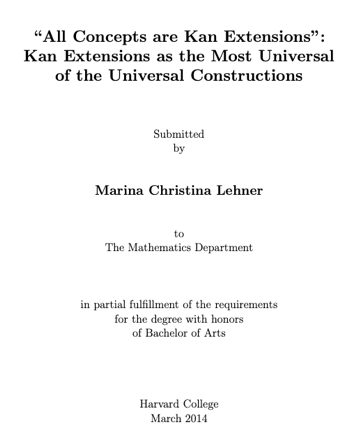 “All Concepts are Kan Extensions”:
Kan Extensions as the Most Universal
of the Universal Constructions
Submitted
by
Marina Christina Lehner
to
The Mathematics Department
in partial fulfillment of the requirements
for the degree with honors
of Bachelor of Arts
Harvard College
March 2014